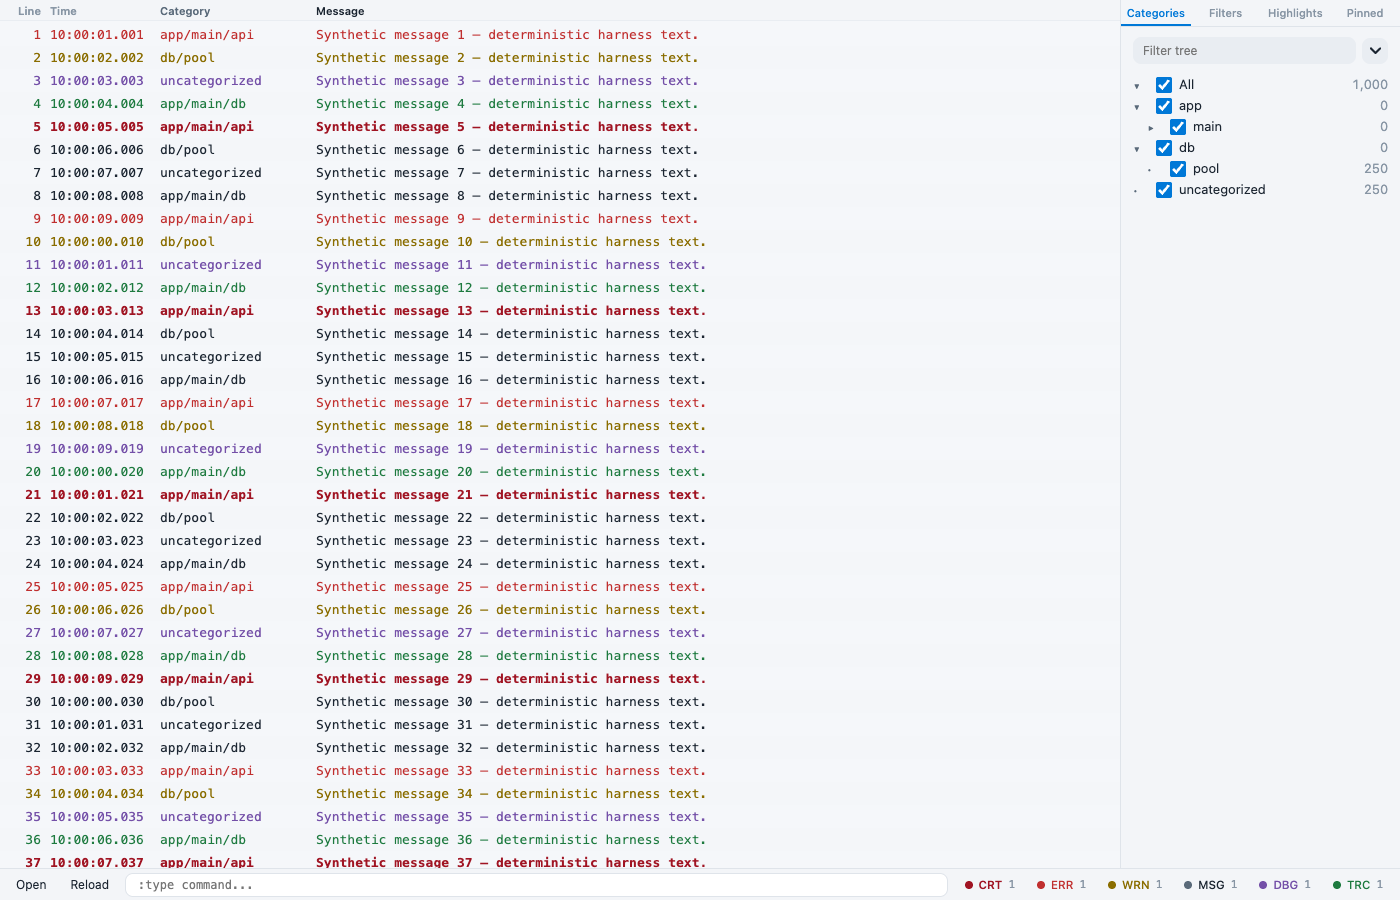 Line Time Category Message
1 10:00:01.001 app/main/api Synthetic message 1 — deterministic harness text.
2 10:00:02.002 db/pool Synthetic message 2 — deterministic harness text.
3 10:00:03.003 uncategorized Synthetic message 3 — deterministic harness text.
4 10:00:04.004 app/main/db Synthetic message 4 — deterministic harness text.
5 10:00:05.005 app/main/api Synthetic message 5 — deterministic harness text.
6 10:00:06.006 db/pool Synthetic message 6 — deterministic harness text.
7 10:00:07.007 uncategorized Synthetic message 7 — deterministic harness text.
8 10:00:08.008 app/main/db Synthetic message 8 — deterministic harness text.
9 10:00:09.009 app/main/api Synthetic message 9 — deterministic harness text.
10 10:00:00.010 db/pool Synthetic message 10 — deterministic harness text.
11 10:00:01.011 uncategorized Synthetic message 11 — deterministic harness text.
12 10:00:02.012 app/main/db Synthetic message 12 — deterministic harness text.
13 10:00:03.013 app/main/api Synthetic message 13 — deterministic harness text.
14 10:00:04.014 db/pool Synthetic message 14 — deterministic harness text.
15 10:00:05.015 uncategorized Synthetic message 15 — deterministic harness text.
16 10:00:06.016 app/main/db Synthetic message 16 — deterministic harness text.
17 10:00:07.017 app/main/api Synthetic message 17 — deterministic harness text.
18 10:00:08.018 db/pool Synthetic message 18 — deterministic harness text.
19 10:00:09.019 uncategorized Synthetic message 19 — deterministic harness text.
20 10:00:00.020 app/main/db Synthetic message 20 — deterministic harness text.
21 10:00:01.021 app/main/api Synthetic message 21 — deterministic harness text.
22 10:00:02.022 db/pool Synthetic message 22 — deterministic harness text.
23 10:00:03.023 uncategorized Synthetic message 23 — deterministic harness text.
24 10:00:04.024 app/main/db Synthetic message 24 — deterministic harness text.
25 10:00:05.025 app/main/api Synthetic message 25 — deterministic harness text.
26 10:00:06.026 db/pool Synthetic message 26 — deterministic harness text.
27 10:00:07.027 uncategorized Synthetic message 27 — deterministic harness text.
28 10:00:08.028 app/main/db Synthetic message 28 — deterministic harness text.
29 10:00:09.029 app/main/api Synthetic message 29 — deterministic harness text.
30 10:00:00.030 db/pool Synthetic message 30 — deterministic harness text.
31 10:00:01.031 uncategorized Synthetic message 31 — deterministic harness text.
32 10:00:02.032 app/main/db Synthetic message 32 — deterministic harness text.
33 10:00:03.033 app/main/api Synthetic message 33 — deterministic harness text.
34 10:00:04.034 db/pool Synthetic message 34 — deterministic harness text.
35 10:00:05.035 uncategorized Synthetic message 35 — deterministic harness text.
36 10:00:06.036 app/main/db Synthetic message 36 — deterministic harness text.
37 10:00:07.037 app/main/api Synthetic message 37 — deterministic harness text.
Categories Filters Highlights Pinned
Filter tree
All 1,000
app 0
main 0
db 0
pool 250
uncategorized 250
Open Reload :type command... CRT 1 ERR 1 WRN 1 MSG 1 DBG 1 TRC 1